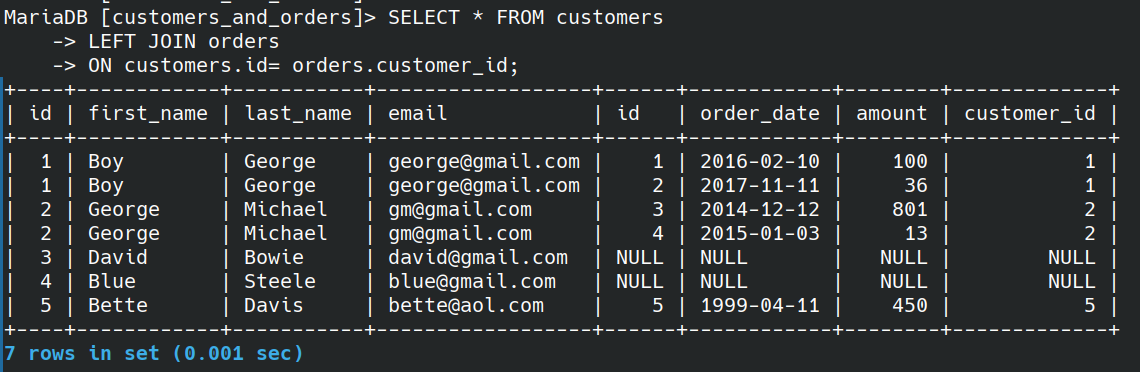 MariaDB [customers_and_orders]> SELECT * FROM customers
    -> LEFT JOIN orders
    -> ON customers.id= orders.customer_id;
+----+------------+-----------+------------------+------+------------+--------+-------------+
| id | first_name | last_name | email            | id   | order_date | amount | customer_id |
+----+------------+-----------+------------------+------+------------+--------+-------------+
|  1 | Boy        | George    | george@gmail.com |    1 | 2016-02-10 |    100 |           1 |
|  1 | Boy        | George    | george@gmail.com |    2 | 2017-11-11 |     36 |           1 |
|  2 | George     | Michael   | gm@gmail.com     |    3 | 2014-12-12 |    801 |           2 |
|  2 | George     | Michael   | gm@gmail.com     |    4 | 2015-01-03 |     13 |           2 |
|  3 | David      | Bowie     | david@gmail.com  | NULL | NULL       |   NULL |        NULL |
|  4 | Blue       | Steele    | blue@gmail.com   | NULL | NULL       |   NULL |        NULL |
|  5 | Bette      | Davis     | bette@aol.com    |    5 | 1999-04-11 |    450 |           5 |
+----+------------+-----------+------------------+------+------------+--------+-------------+
7 rows in set (0.001 sec)